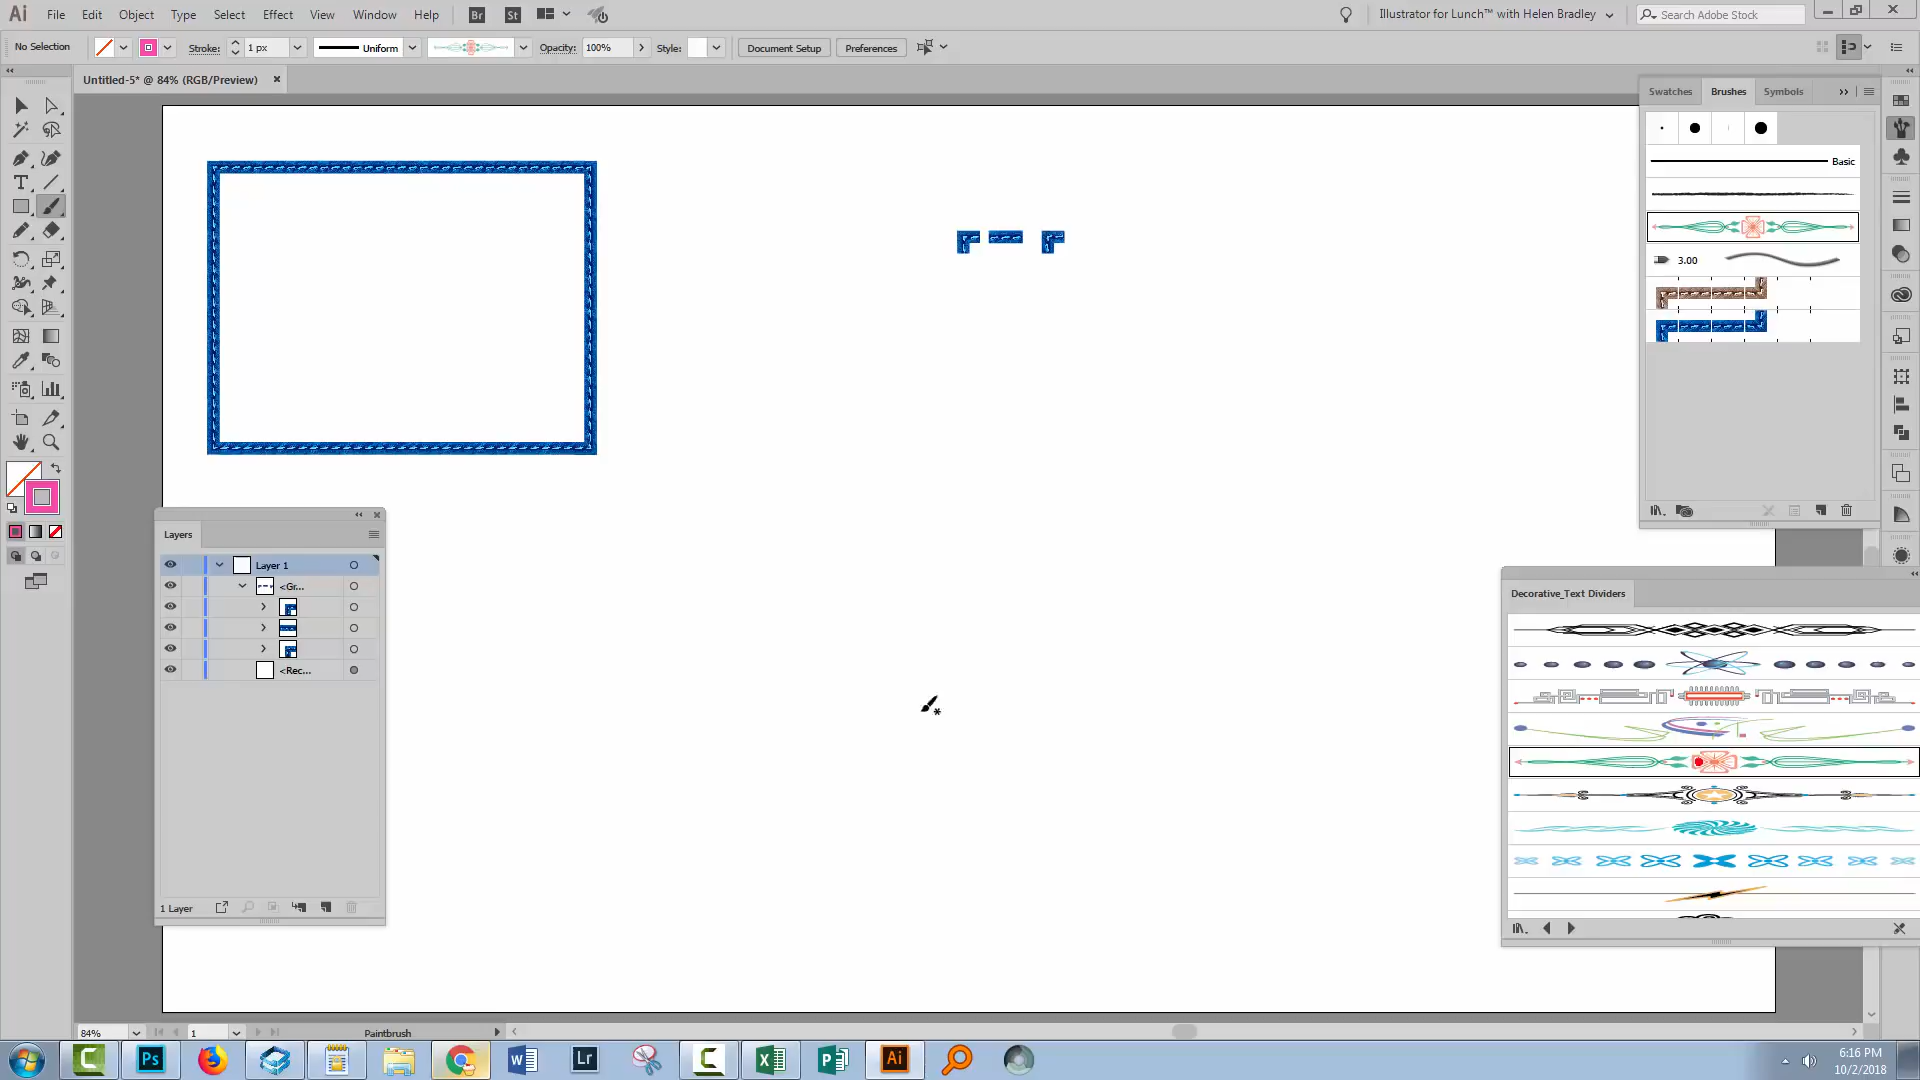 Ai File Edit Object Type Select Effect View Window Help Br St Illustrator for Lunch™ with Helen Bradley Search Adobe Stock
No Selection Stroke: 1 px Uniform Opacity: 100% Style: Document Setup Preferences
Untitled-5* @ 84% (RGB/Preview)
Swatches Brushes Symbols
Basic
3.00
Layers
Layer 1
<Gr...
<Rec...
1 Layer
Decorative_Text Dividers
84% 1 Paintbrush
Ps Lr Ai
6:16 PM
10/2/2018